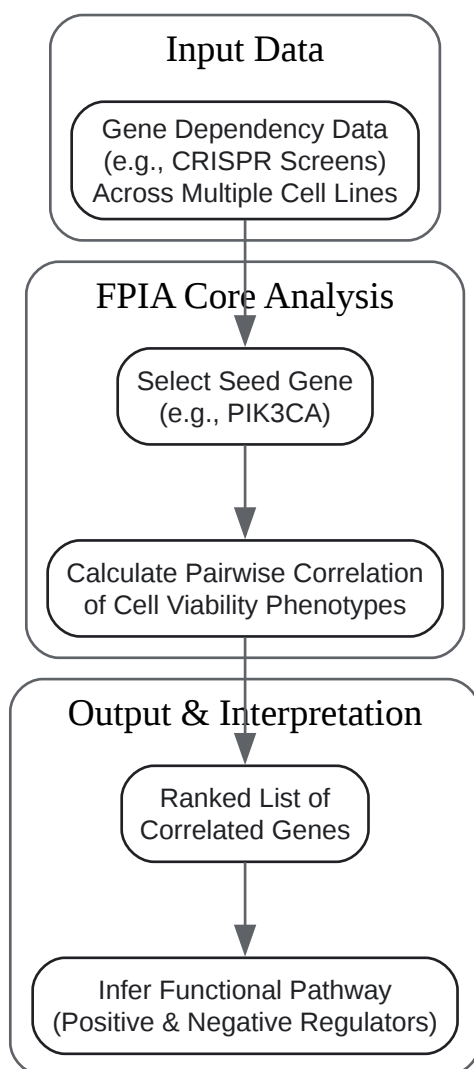 Input Data
Gene Dependency Data
(e.g., CRISPR Screens)
Across Multiple Cell Lines
FPIA Core Analysis
Select Seed Gene
(e.g., PIK3CA)
Calculate Pairwise Correlation
of Cell Viability Phenotypes
Output & Interpretation
Ranked List of
Correlated Genes
Infer Functional Pathway
(Positive & Negative Regulators)